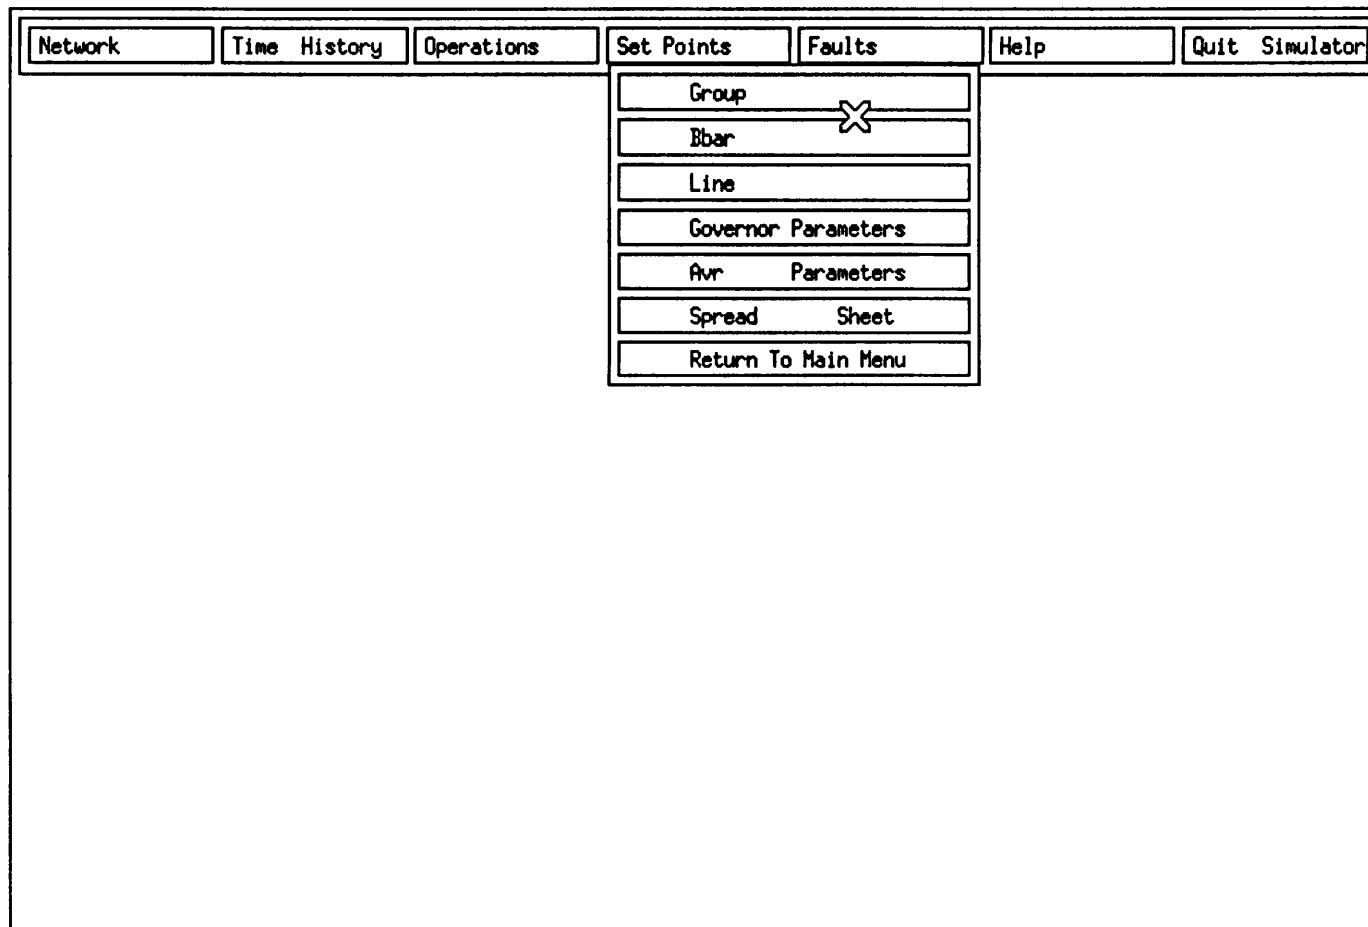 Network Time History Operations Set Points Faults Help Quit Simulator
Group
Bbar
Line
Governor Parameters
Avr Parameters
Spread Sheet
Return To Main Menu